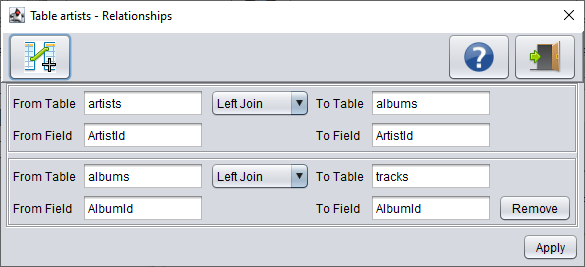 Table artists - Relationships
?
From Table artists Left Join To Table albums
From Field ArtistId To Field ArtistId
From Table albums Left Join To Table tracks
From Field AlbumId To Field AlbumId Remove
Apply